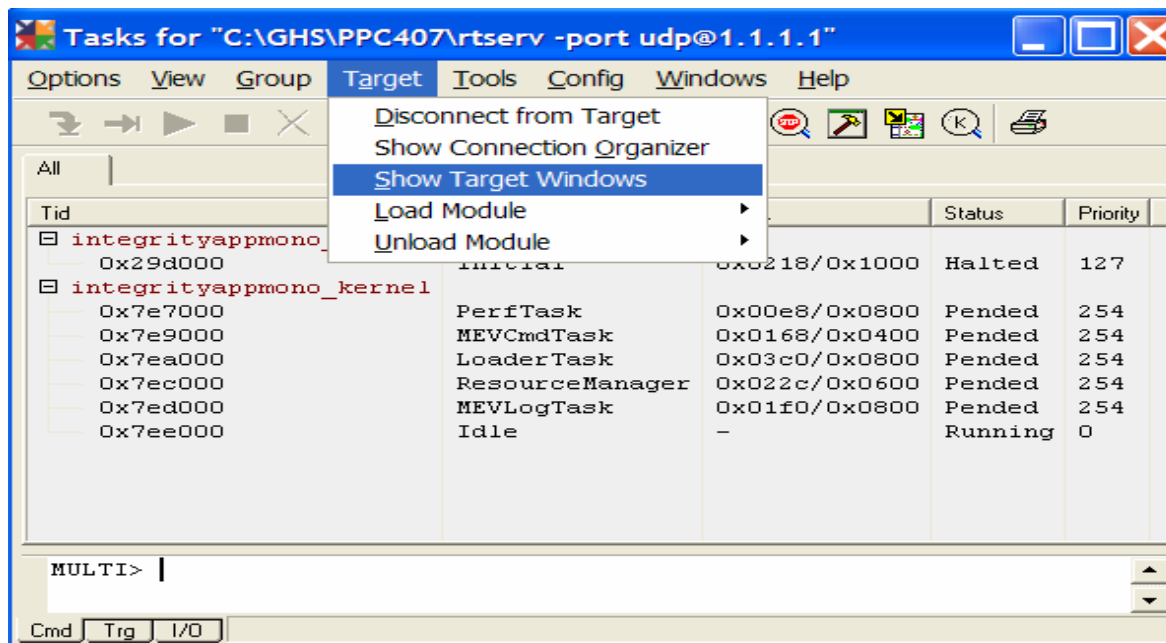 Tasks for "C:\GHS\PPC407\rtserv -port udp@1.1.1.1"
Options View Group Target Tools Config Windows Help
Disconnect from Target
Show Connection Organizer
Show Target Windows
Load Module
Unload Module
All
Tid Status Priority
integrityappmono_
0x29d000 Initial 0x0218/0x1000 Halted 127
integrityappmono_kernel
0x7e7000 PerfTask 0x00e8/0x0800 Pended 254
0x7e9000 MEVCmdTask 0x0168/0x0400 Pended 254
0x7ea000 LoaderTask 0x03c0/0x0800 Pended 254
0x7ec000 ResourceManager 0x022c/0x0600 Pended 254
0x7ed000 MEVLogTask 0x01f0/0x0800 Pended 254
0x7ee000 Idle – Running 0
MULTI>
Cmd Trg I/O